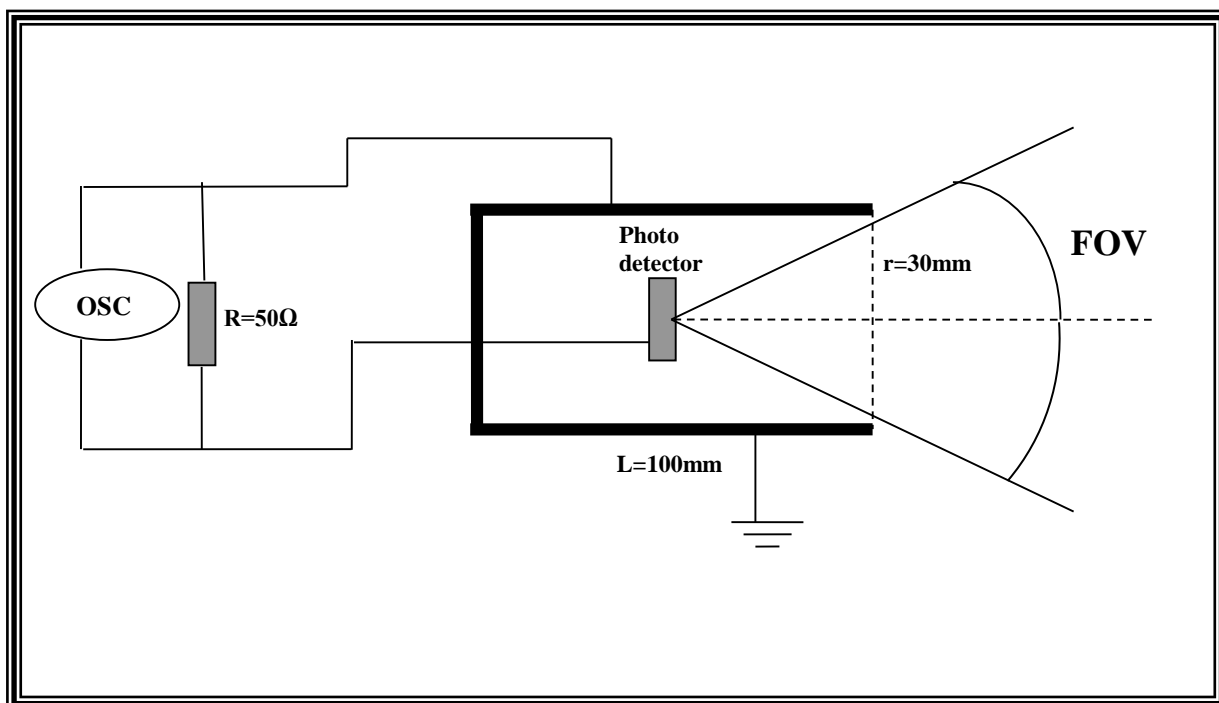 Photo
detector
FOV
r=30mm
OSC
R=50Ω
L=100mm